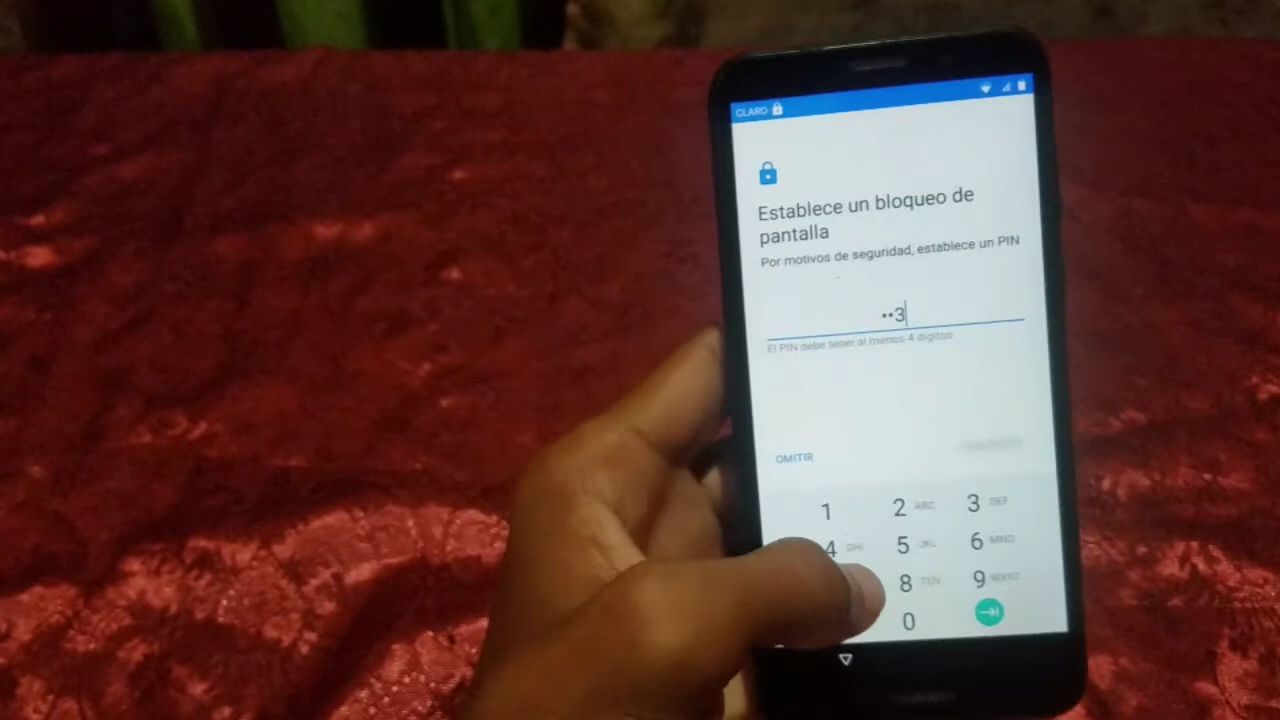 CLARO
Establece un bloqueo de
pantalla
Por motivos de seguridad, establece un PIN
••3
El PIN debe tener al menos 4 dígitos
OMITIR
1 2 ABC 3 DEF
4 GHI 5 JKL 6 MNO
8 TUV 9 WXYZ
0